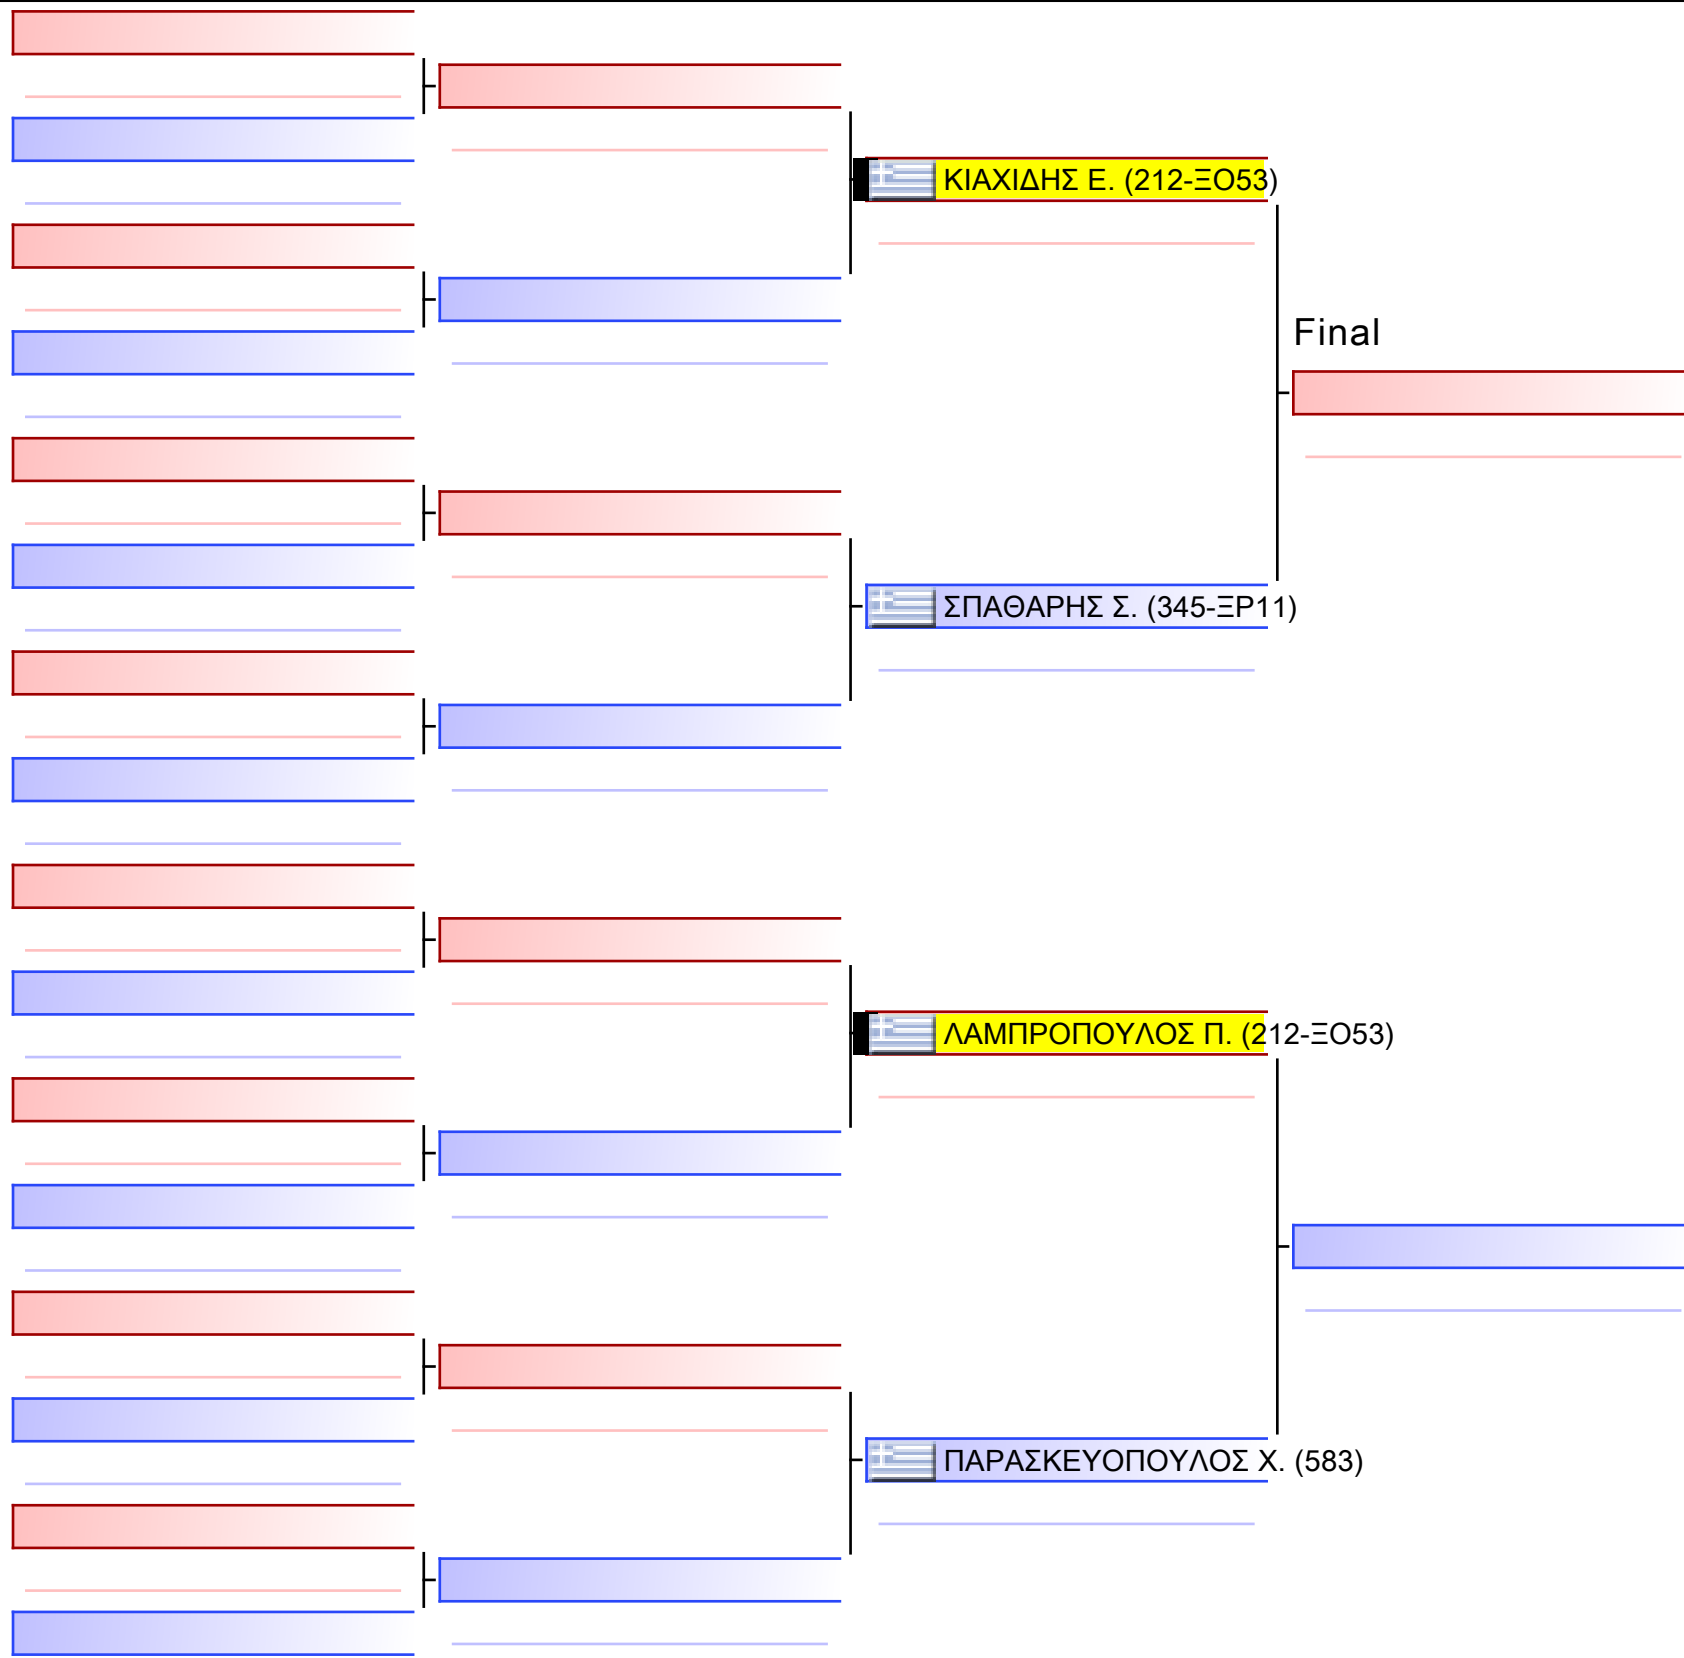 ΚΙΑΧΙΔΗΣ Ε. (212-ΞΟ53)
Final
ΣΠΑΘΑΡΗΣ Σ. (345-ΞΡ11)
ΛΑΜΠΡΟΠΟΥΛΟΣ Π. (212-ΞΟ53)
ΠΑΡΑΣΚΕΥΟΠΟΥΛΟΣ Χ. (583)